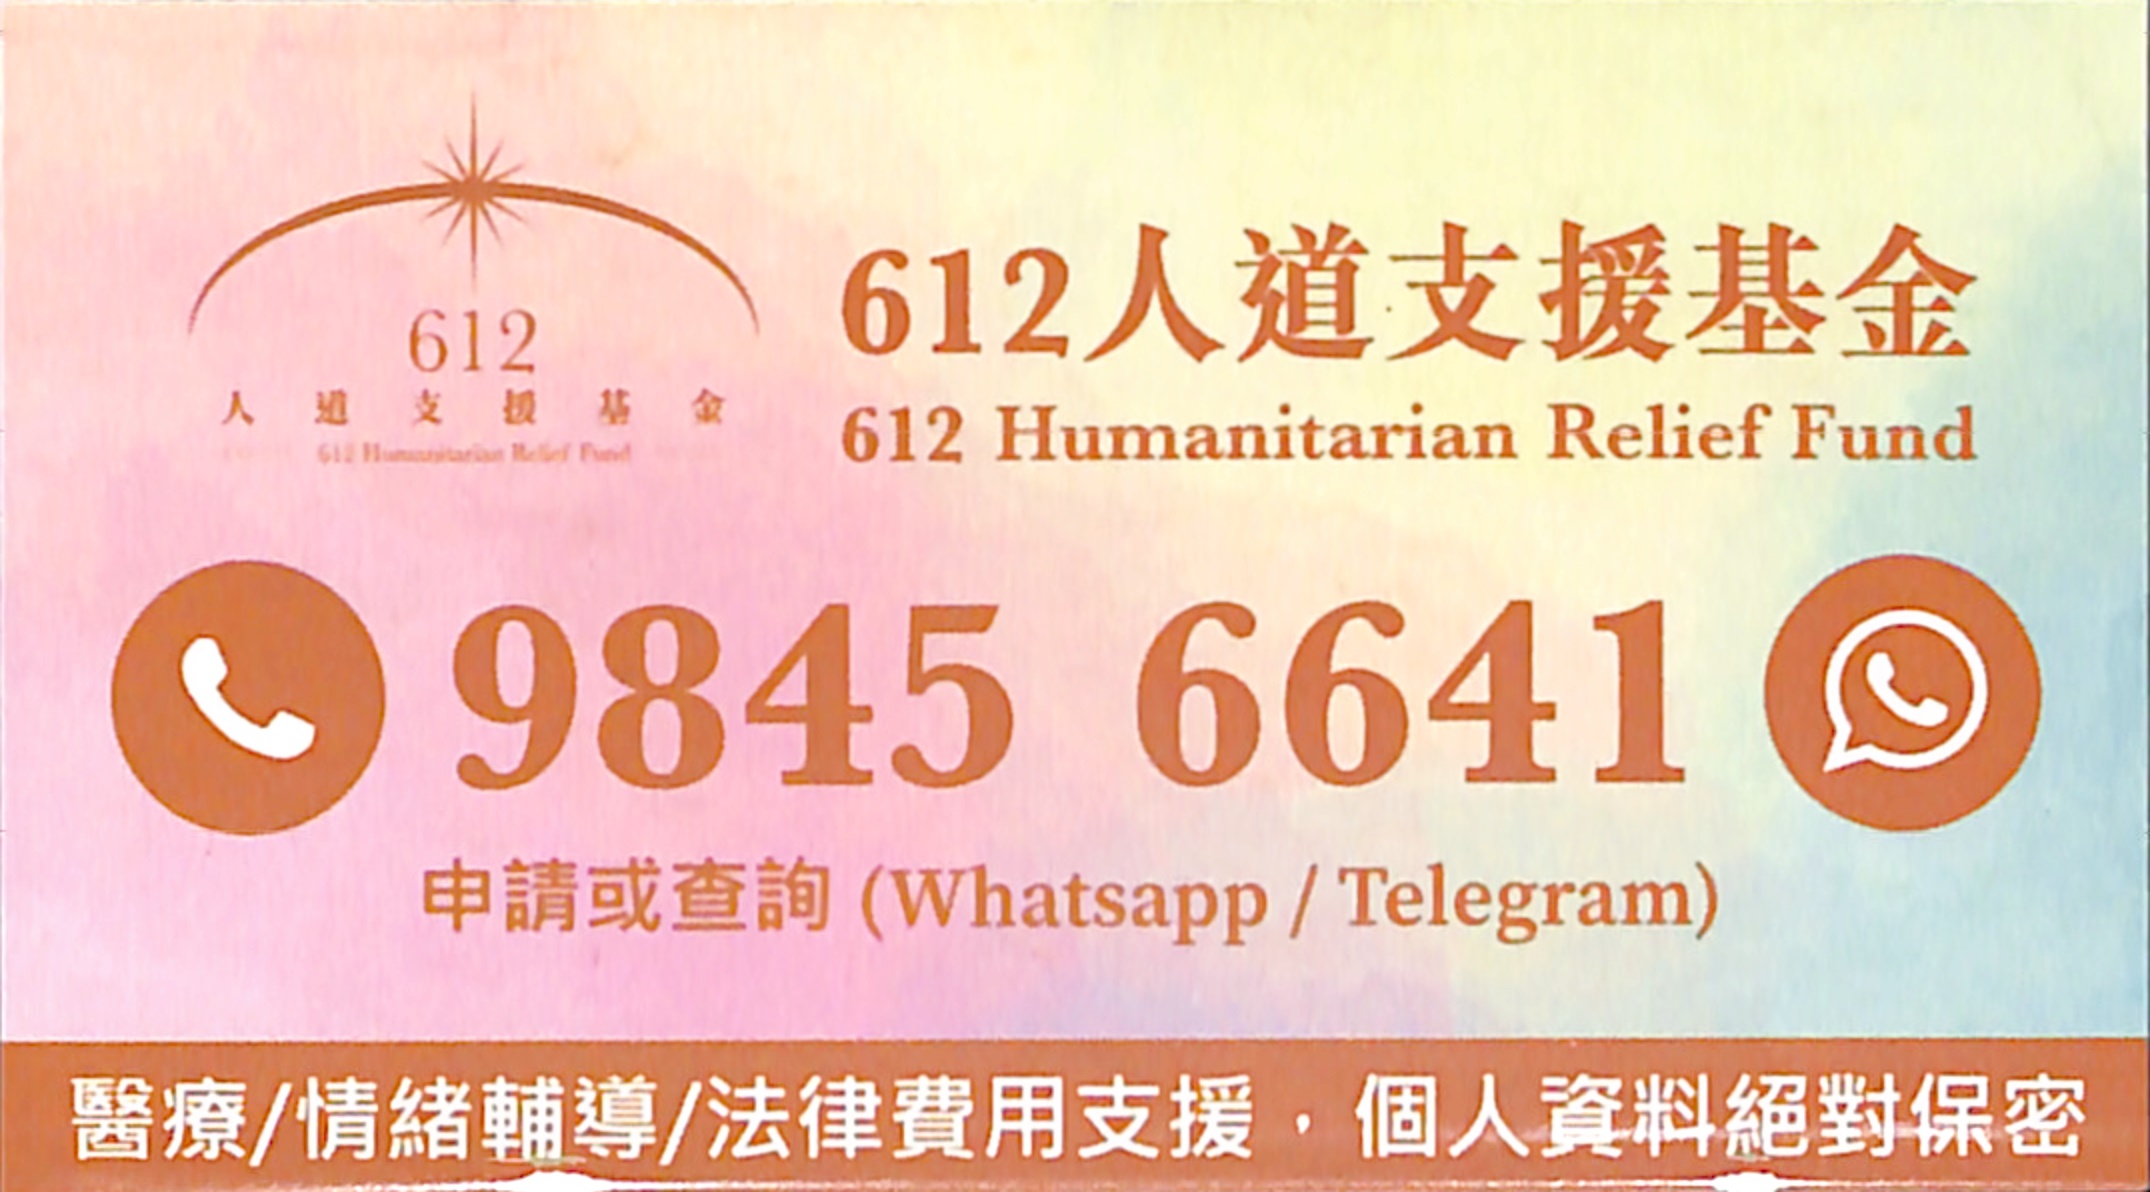 612
人道支援基金
612 Humanitarian Relief Fund
612人道支援基金
612 Humanitarian Relief Fund
9845 6641
申請或查詢 (Whatsapp / Telegram)
醫療/情緒輔導/法律費用支援，個人資料絕對保密